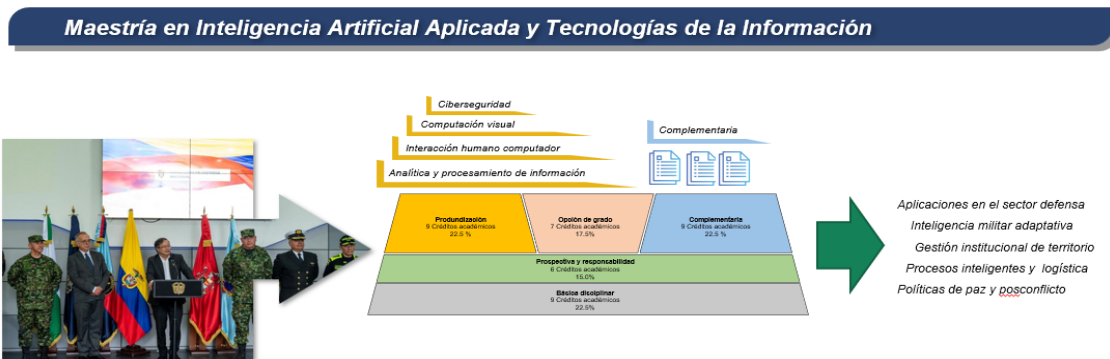 Maestría en Inteligencia Artificial Aplicada y Tecnologías de la Información
Ciberseguridad
Computación visual
Interacción humano computador
Analítica y procesamiento de información
Complementaria
Produndización
9 Créditos académicos
22.5 %
Opción de grado
7 Créditos académicos
17.5%
Complementaria
9 Créditos académicos
22.5 %
Prospectiva y responsabilidad
6 Créditos académicos
15.0%
Básica disciplinar
9 Créditos académicos
22.5%
Aplicaciones en el sector defensa
Inteligencia militar adaptativa
Gestión institucional de territorio
Procesos inteligentes y logística
Políticas de paz y posconflicto